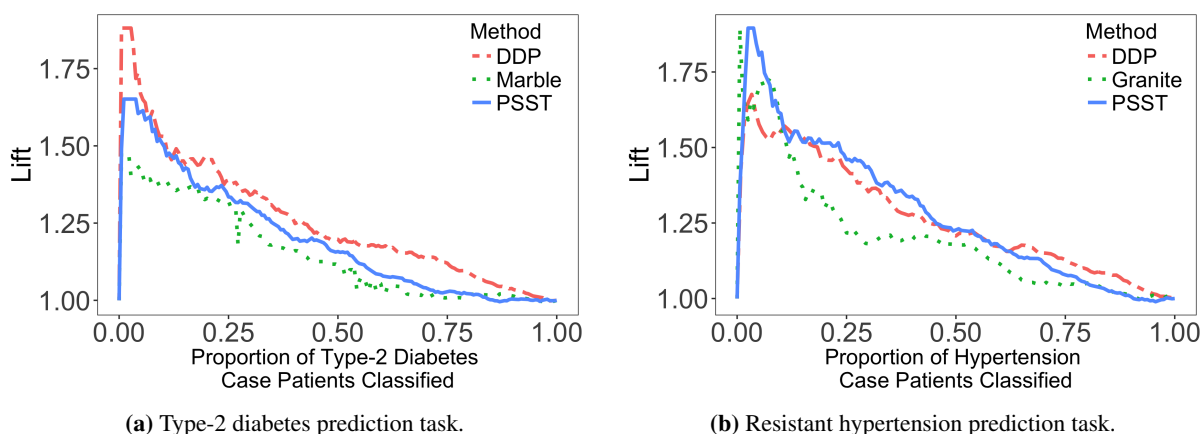 Lift
1.75
1.50
1.25
1.00
Method
DDP
Marble
PSST
0.00 0.25 0.50 0.75 1.00
Proportion of Type-2 Diabetes
Case Patients Classified
(a) Type-2 diabetes prediction task.
Lift
1.75
1.50
1.25
1.00
Method
DDP
Granite
PSST
0.00 0.25 0.50 0.75 1.00
Proportion of Hypertension
Case Patients Classified
(b) Resistant hypertension prediction task.